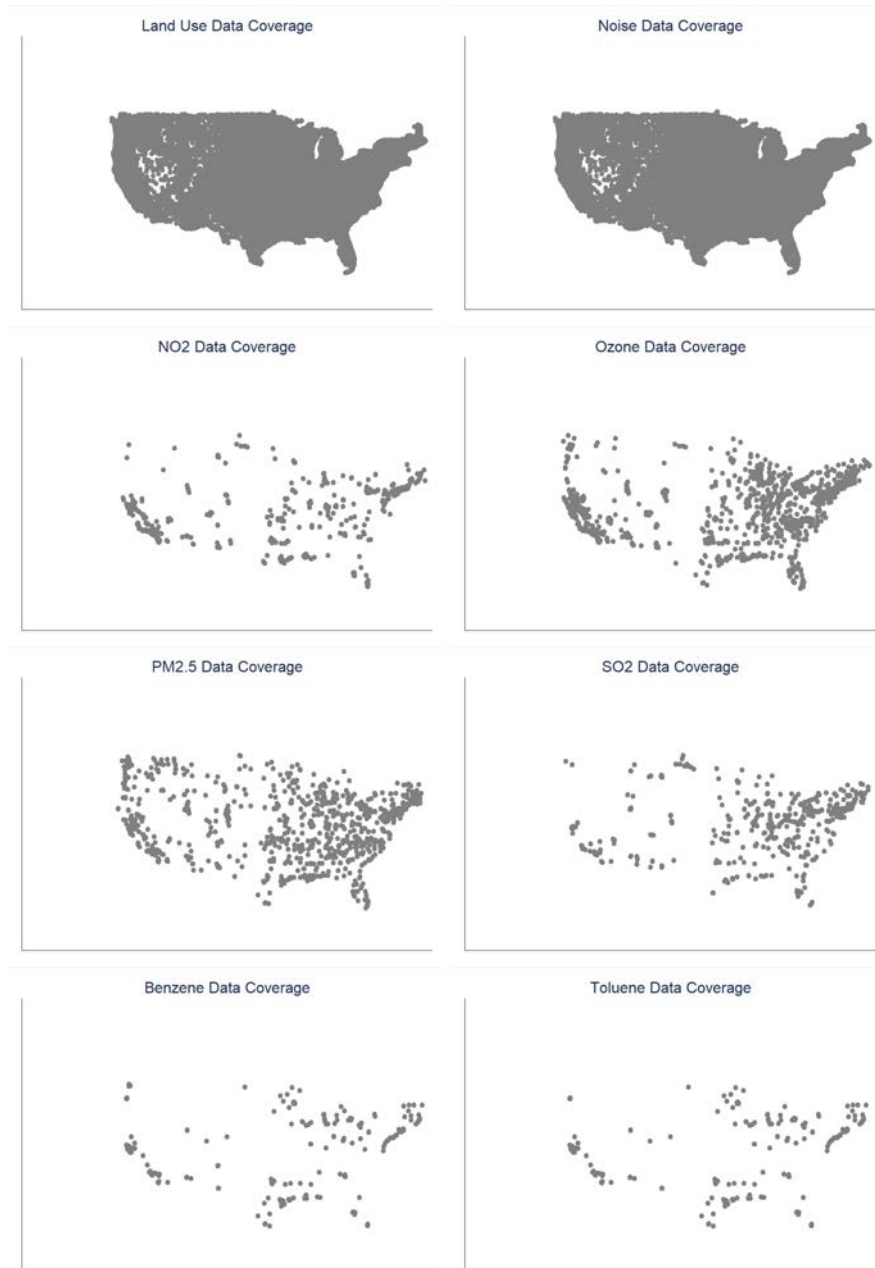 Land Use Data Coverage
Noise Data Coverage
NO2 Data Coverage
Ozone Data Coverage
PM2.5 Data Coverage
SO2 Data Coverage
Benzene Data Coverage
Toluene Data Coverage